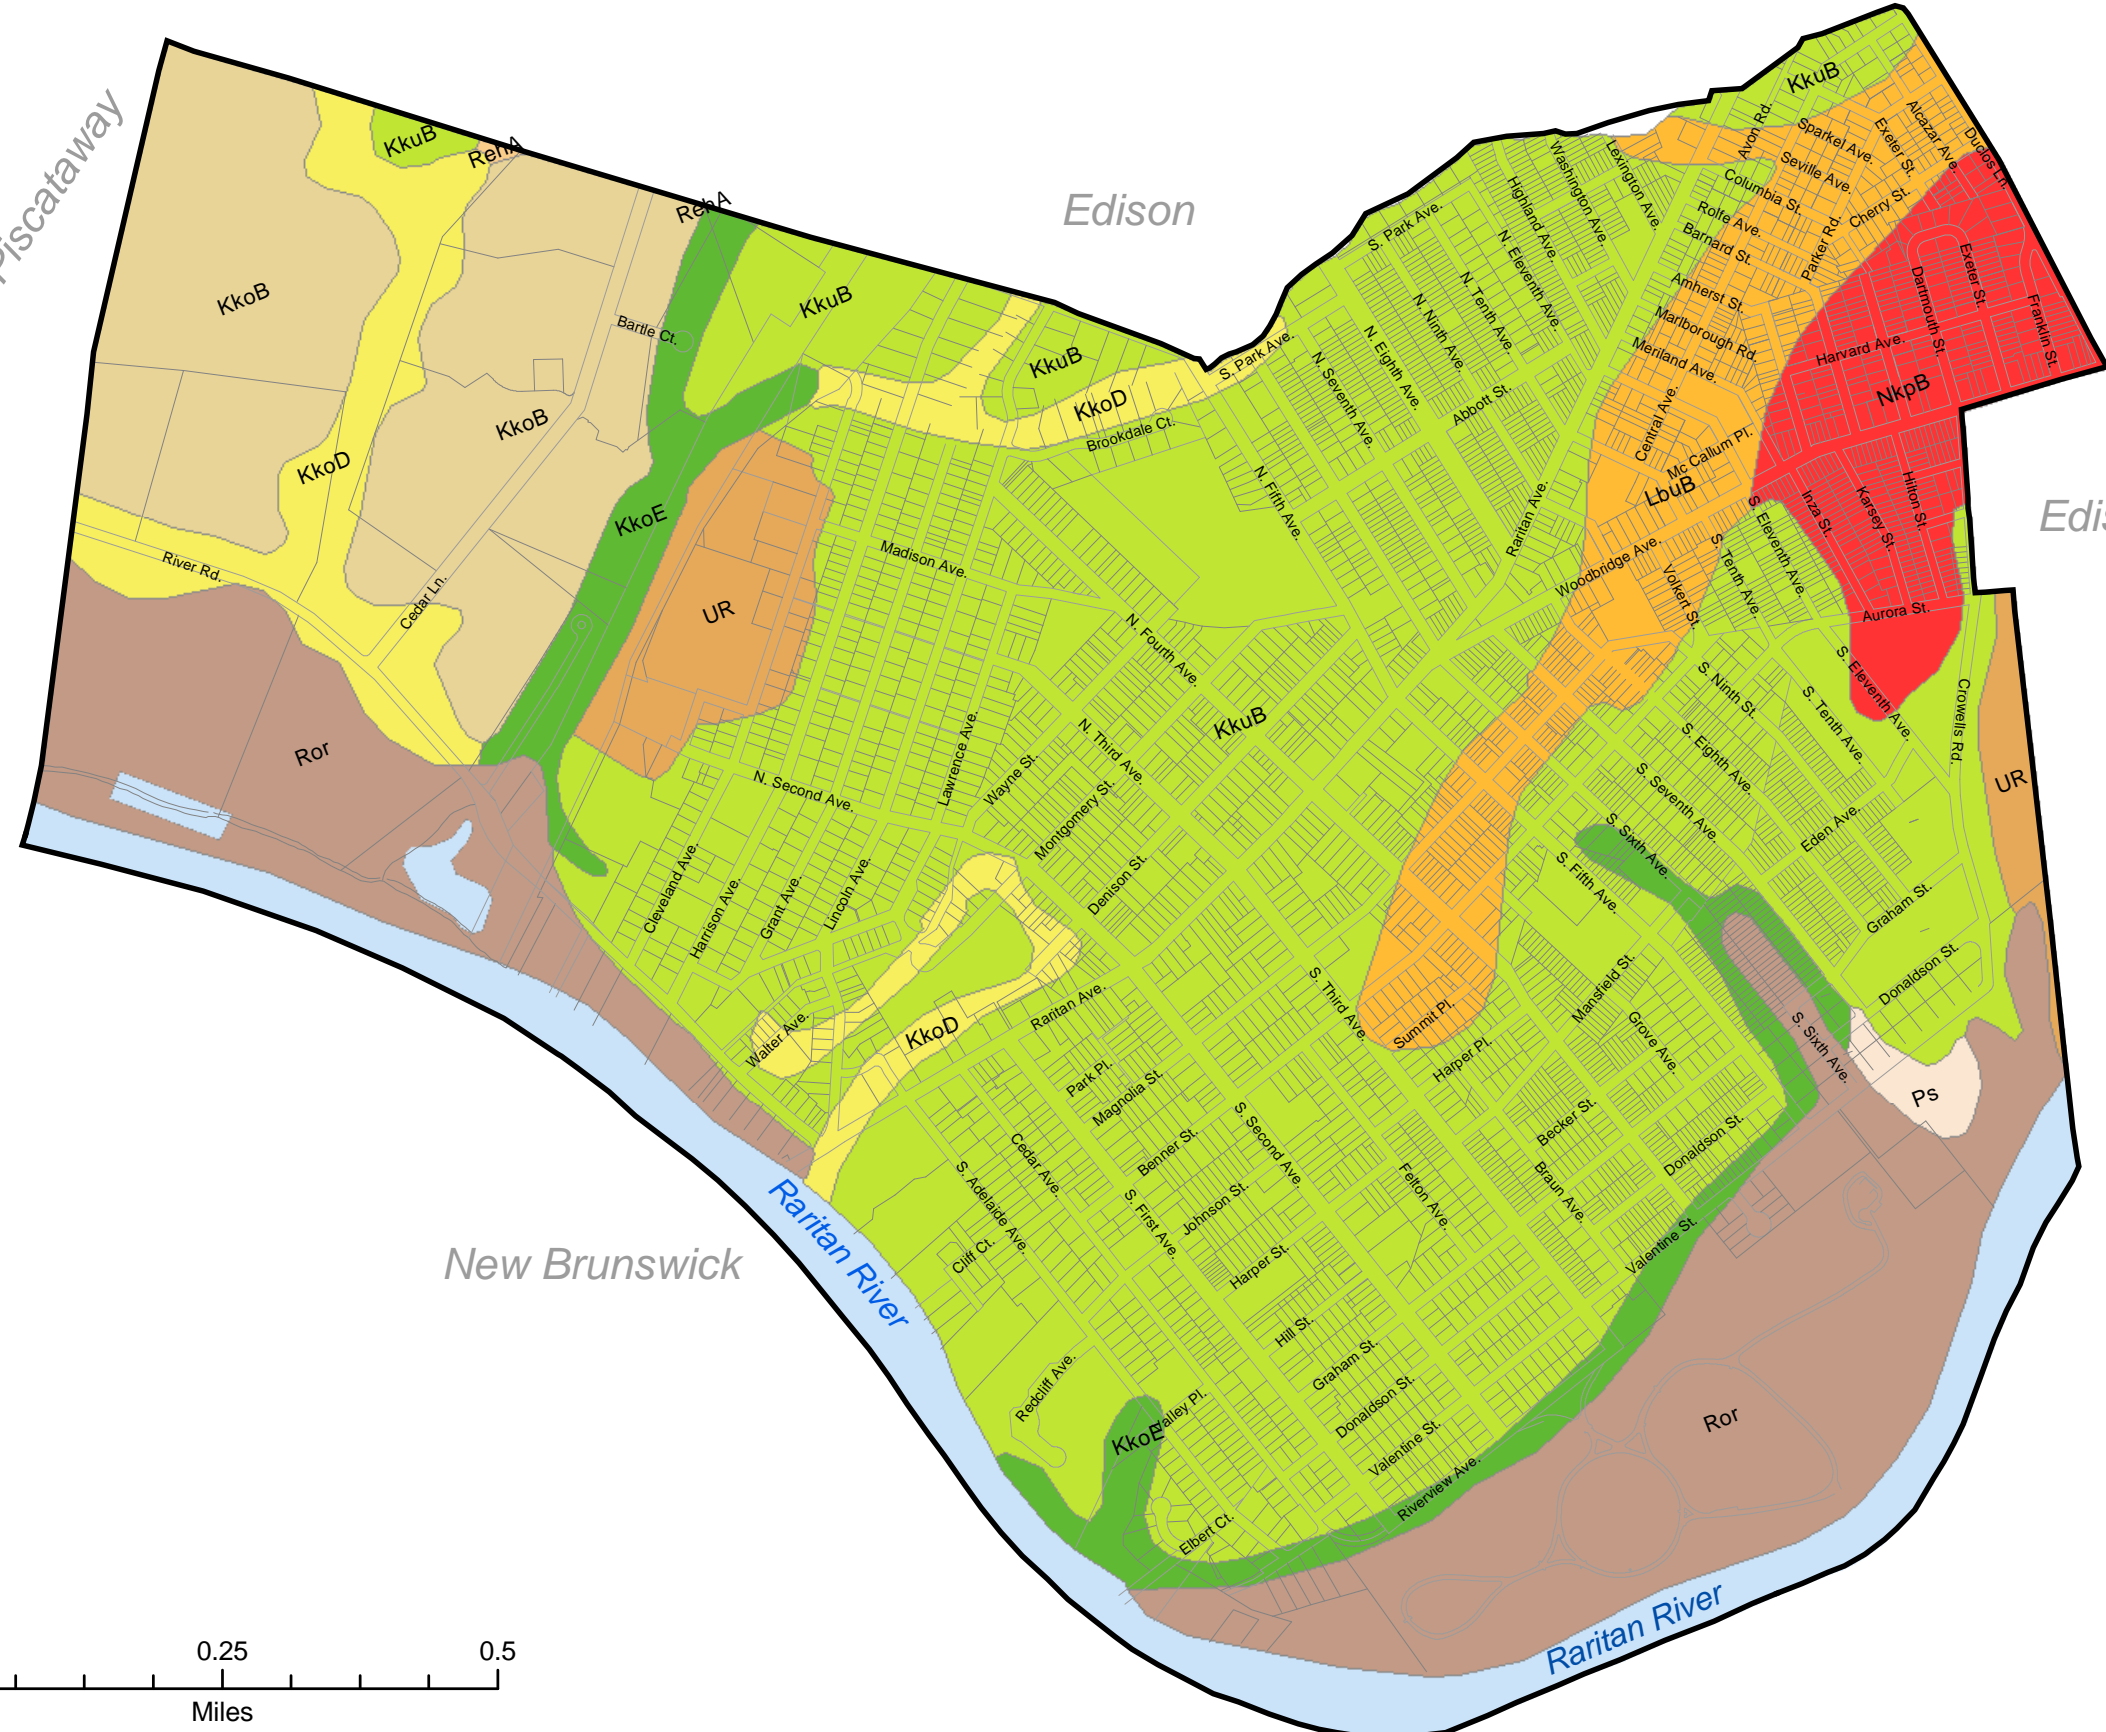 KkuB
Piscataway
KkuB
RehA
Edison
RehA
KkoB
KkuB
KkuB
Bartle Ct.
KkoB
KkoD
S. Park Ave.
Brookdale Ct.
KkoD
KkoE
River Rd.
Cedar Ln.
UR
Madison Ave.
Ror
S. Park Ave.
Highland Ave.
Washington Ave.
Lexington Ave.
N. Eleventh Ave.
N. Tenth Ave.
N. Ninth Ave.
N. Eighth Ave.
N. Seventh Ave.
Abbott St.
N. Fifth Ave.
Raritan Ave.
Avon Rd.
Sparkel Ave.
Exeter St.
Alcazar Ave.
Duclos Ln.
Seville Ave.
Columbia St.
Cherry St.
Rolfe Ave.
Barnard St.
Parker Rd.
Amherst St.
Marlborough Rd.
Meriland Ave.
Central Ave.
Mc Callum Pl.
LbuB
Dartmouth St.
Exeter St.
Franklin St.
Harvard Ave.
NkpB
Inza St.
Karsey St.
Hilton St.
Edis
Woodbridge Ave.
Volkert St.
S. Tenth Ave.
S. Eleventh Ave.
Aurora St.
S. Eleventh Ave.
Crowells Rd.
UR
S. Ninth St.
S. Tenth Ave.
S. Eighth Ave.
S. Seventh Ave.
Eden Ave.
S. Sixth Ave.
S. Fifth Ave.
Graham St.
Donaldson St.
N. Fourth Ave.
KkuB
N. Third Ave.
Lawrence Ave.
Wayne St.
Montgomery St.
N. Second Ave.
Denison St.
Cleveland Ave.
Harrison Ave.
Grant Ave.
Lincoln Ave.
Walter Ave.
KkoD
Raritan Ave.
S. Third Ave.
Summit Pl.
Harper Pl.
Mansfield St.
Grove Ave.
S. Sixth Ave.
Ps
Park Pl.
Magnolia St.
Benner St.
S. Second Ave.
Becker St.
Donaldson St.
Cedar Ave.
S. Adelaide Ave.
S. First Ave.
Johnson St.
Felton Ave.
Braun Ave.
Valentine St.
Cliff Ct.
Harper St.
Hill St.
Graham St.
Donaldson St.
Valentine St.
Redcliff Ave.
Valley Pl.
KkoE
Riverview Ave.
Elbert Ct.
Ror
New Brunswick
Raritan River
Raritan River
0.25
0.5
Miles